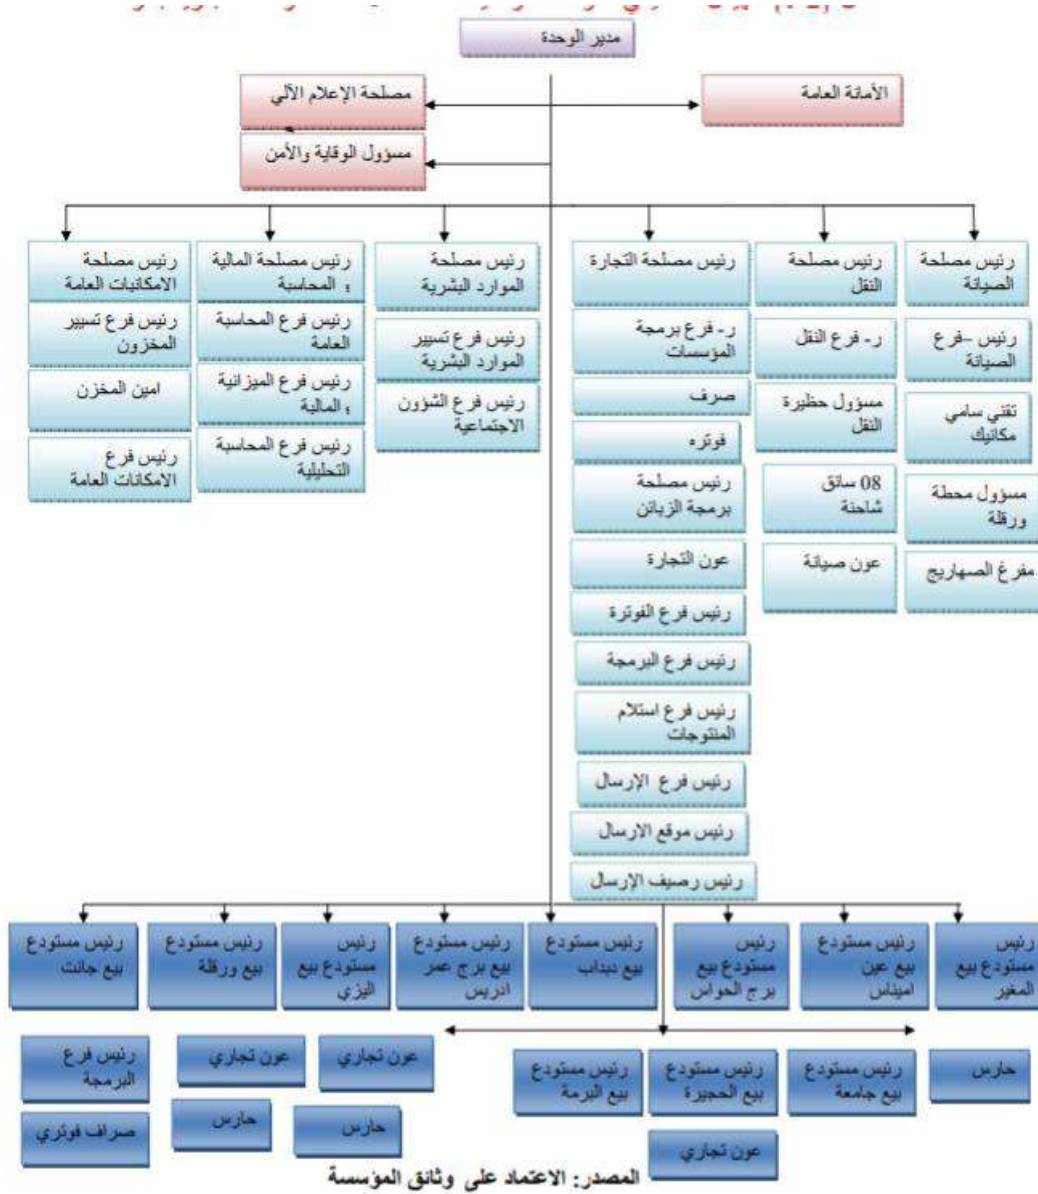 مدير الوحدة
الأمانة العامة
مصلحة الإعلام الآلي
مسؤول الوقاية والأمن
رئيس مصلحة
الصيانة
رئيس –فرع
الصيانة
تقني سامي
مكانيك
مسؤول محطة
ورقلة
مفرغ الصهاريج
رئيس مصلحة
النقل
ر- فرع النقل
مسؤول حظيرة
النقل
08 سائق
شاحنة
عون صيانة
رئيس مصلحة التجارة
ر- فرع برمجة
المؤسسات
صرف
فوتره
رئيس مصلحة
برمجة الزبائن
عون التجارة
رئيس فرع الفوترة
رئيس فرع البرمجة
رئيس فرع استلام
المنتوجات
رئيس فرع الإرسال
رئيس موقع الارسال
رئيس رصيف الإرسال
رئيس مصلحة
الموارد البشرية
رئيس فرع تسيير
الموارد البشرية
رئيس فرع الشؤون
الاجتماعية
رئيس مصلحة المالية
و المحاسبة
رئيس فرع المحاسبة
العامة
رئيس فرع الميزانية
و المالية
رئيس فرع المحاسبة
التحليلية
رئيس مصلحة
الامكانيات العامة
رئيس فرع تسيير
المخزون
امين المخزن
رئيس فرع
الامكانات العامة
رئيس
مستودع بيع
المغير
رئيس مستودع
بيع عين
اميناس
رئيس
مستودع بيع
برج الحواس
رئيس مستودع
بيع دبداب
رئيس مستودع
بيع برج عمر
ادريس
رئيس
مستودع بيع
اليزي
رئيس مستودع
بيع ورقلة
رئيس مستودع
بيع جانت
حارس
رئيس مستودع
بيع جامعة
رئيس مستودع
بيع الحجيرة
رئيس مستودع
بيع البرمة
عون تجاري
عون تجاري
حارس
عون تجاري
حارس
رئيس فرع
البرمجة
صراف فوتري
المصدر: الاعتماد على وثائق المؤسسة